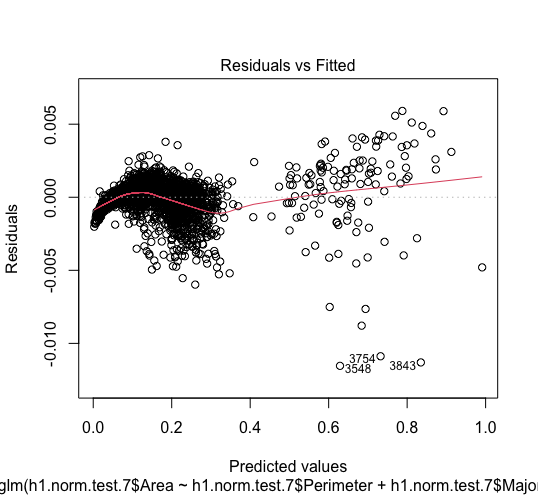 Residuals vs Fitted
0.005
0.000
-0.005
-0.010
Residuals
3754
3548
3843
0.0 0.2 0.4 0.6 0.8 1.0
Predicted values
glm(h1.norm.test.7$Area ~ h1.norm.test.7$Perimeter + h1.norm.test.7$Major